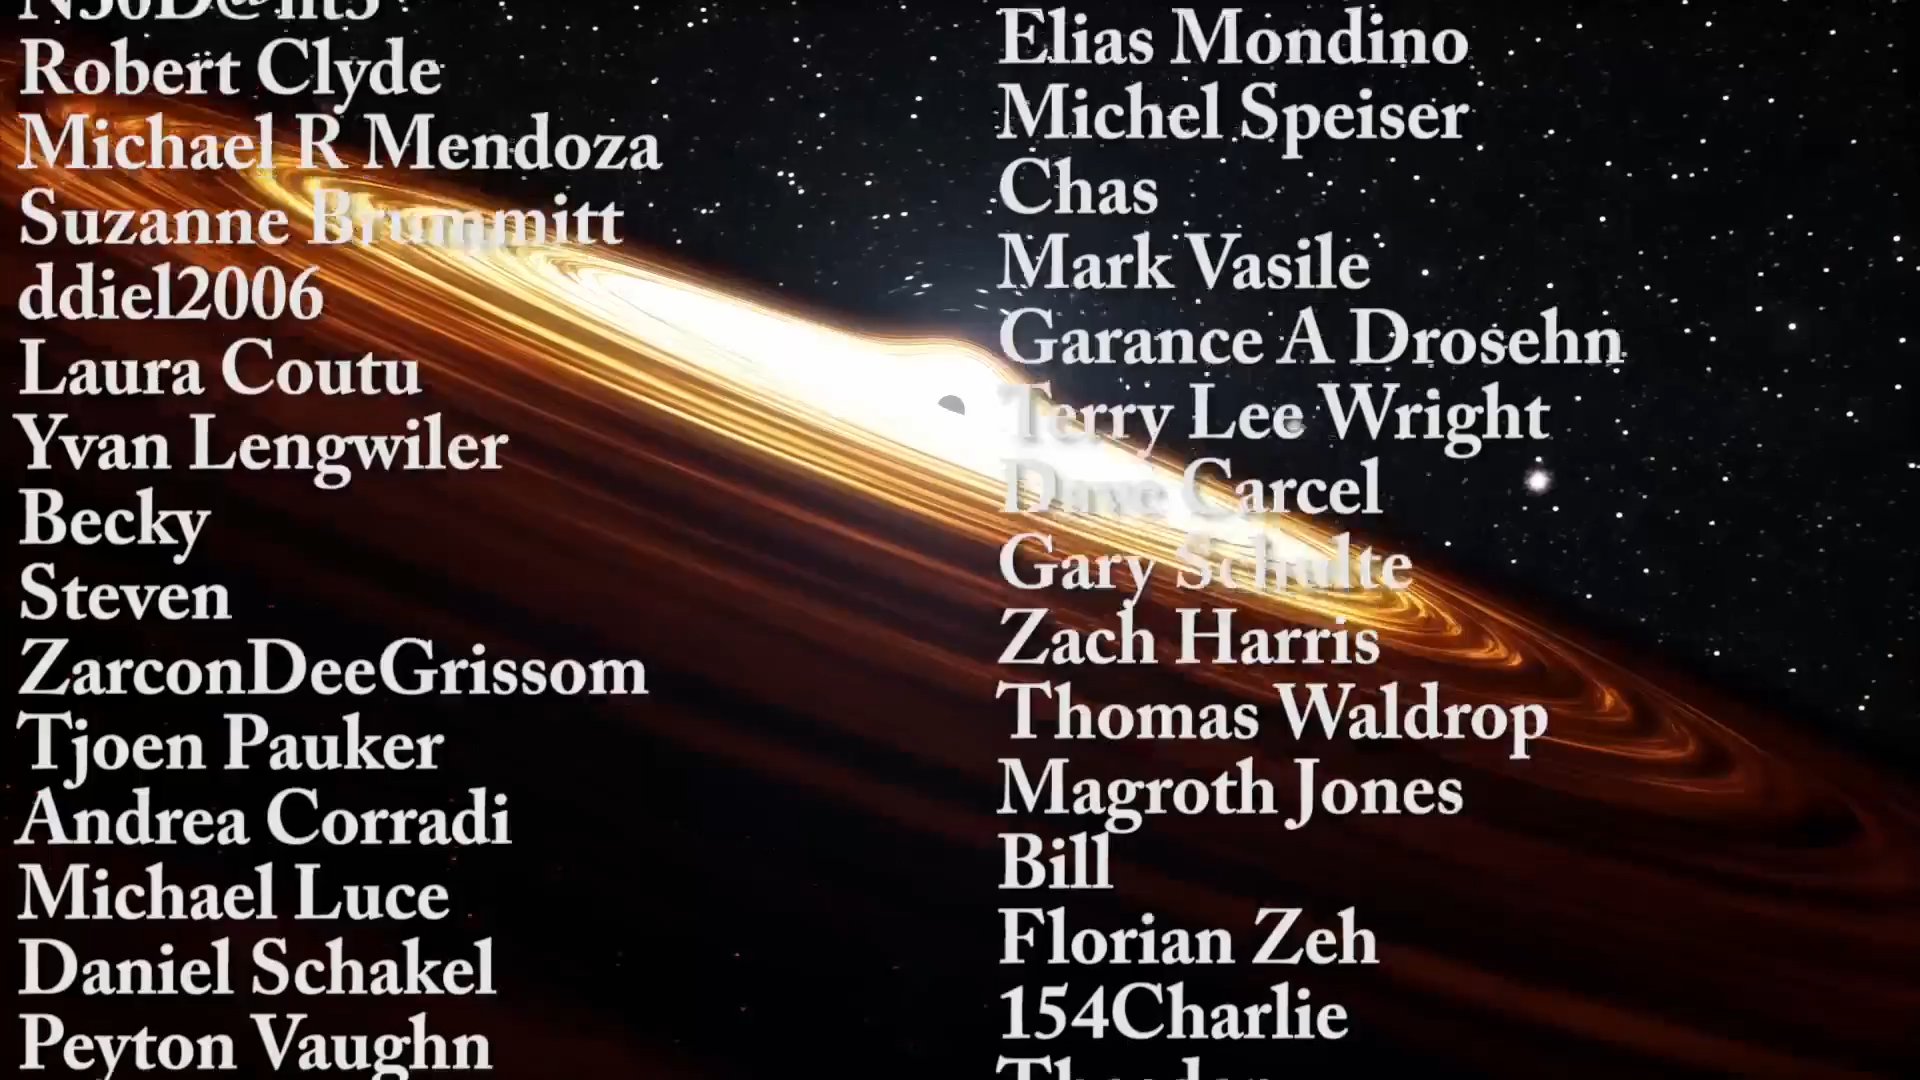 Robert Clyde
Michael R Mendoza
Suzanne Brummitt
ddiel2006
Laura Coutu
Yvan Lengwiler
Becky
Steven
ZarconDeeGrissom
Tjoen Pauker
Andrea Corradi
Michael Luce
Daniel Schakel
Peyton Vaughn
Elias Mondino
Michel Speiser
Chas
Mark Vasile
Garance A Drosehn
Terry Lee Wright
Dave Carcel
Gary Schulte
Zach Harris
Thomas Waldrop
Magroth Jones
Bill
Florian Zeh
154Charlie